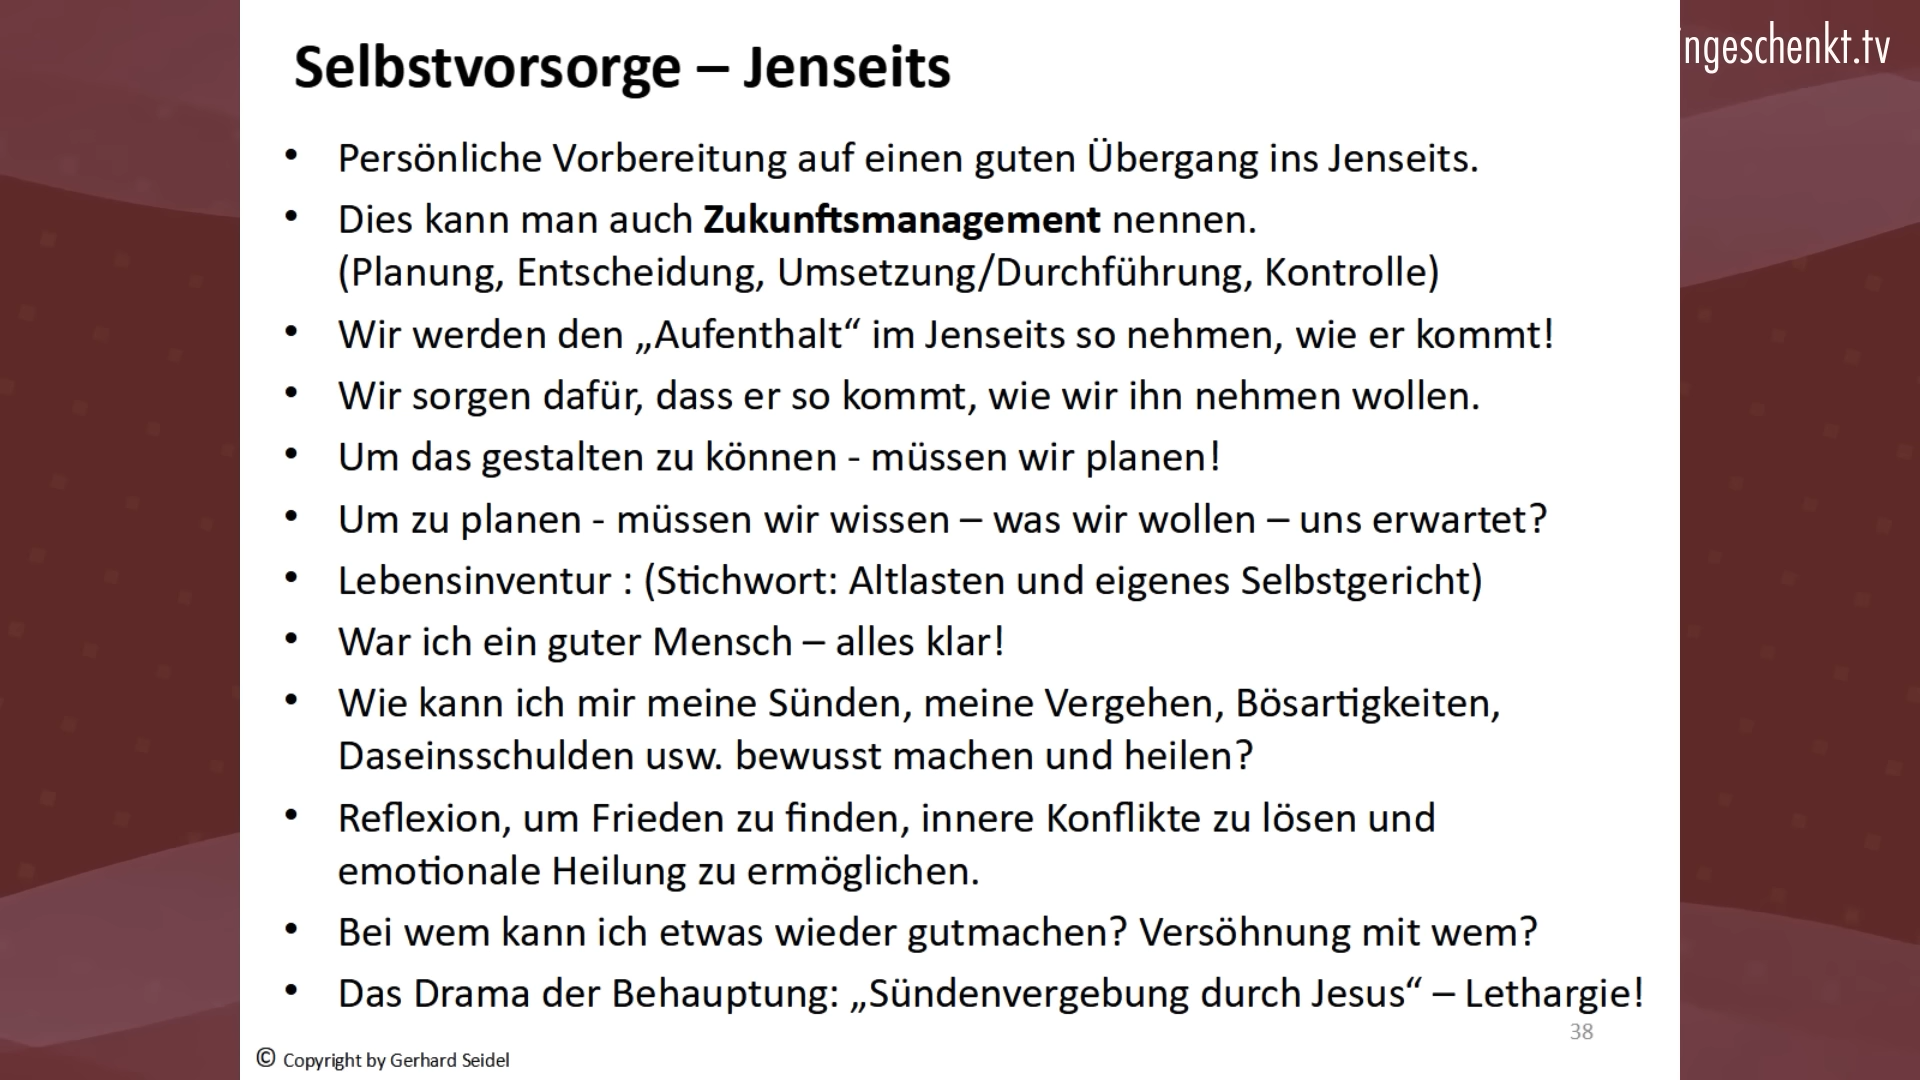 Selbstvorsorge – Jenseits
ngeschenkt.tv
• Persönliche Vorbereitung auf einen guten Übergang ins Jenseits.
• Dies kann man auch Zukunftsmanagement nennen.
(Planung, Entscheidung, Umsetzung/Durchführung, Kontrolle)
• Wir werden den „Aufenthalt“ im Jenseits so nehmen, wie er kommt!
• Wir sorgen dafür, dass er so kommt, wie wir ihn nehmen wollen.
• Um das gestalten zu können - müssen wir planen!
• Um zu planen - müssen wir wissen – was wir wollen – uns erwartet?
• Lebensinventur : (Stichwort: Altlasten und eigenes Selbstgericht)
• War ich ein guter Mensch – alles klar!
• Wie kann ich mir meine Sünden, meine Vergehen, Bösartigkeiten,
Daseinsschulden usw. bewusst machen und heilen?
• Reflexion, um Frieden zu finden, innere Konflikte zu lösen und
emotionale Heilung zu ermöglichen.
• Bei wem kann ich etwas wieder gutmachen? Versöhnung mit wem?
• Das Drama der Behauptung: „Sündenvergebung durch Jesus“ – Lethargie!
38
© Copyright by Gerhard Seidel